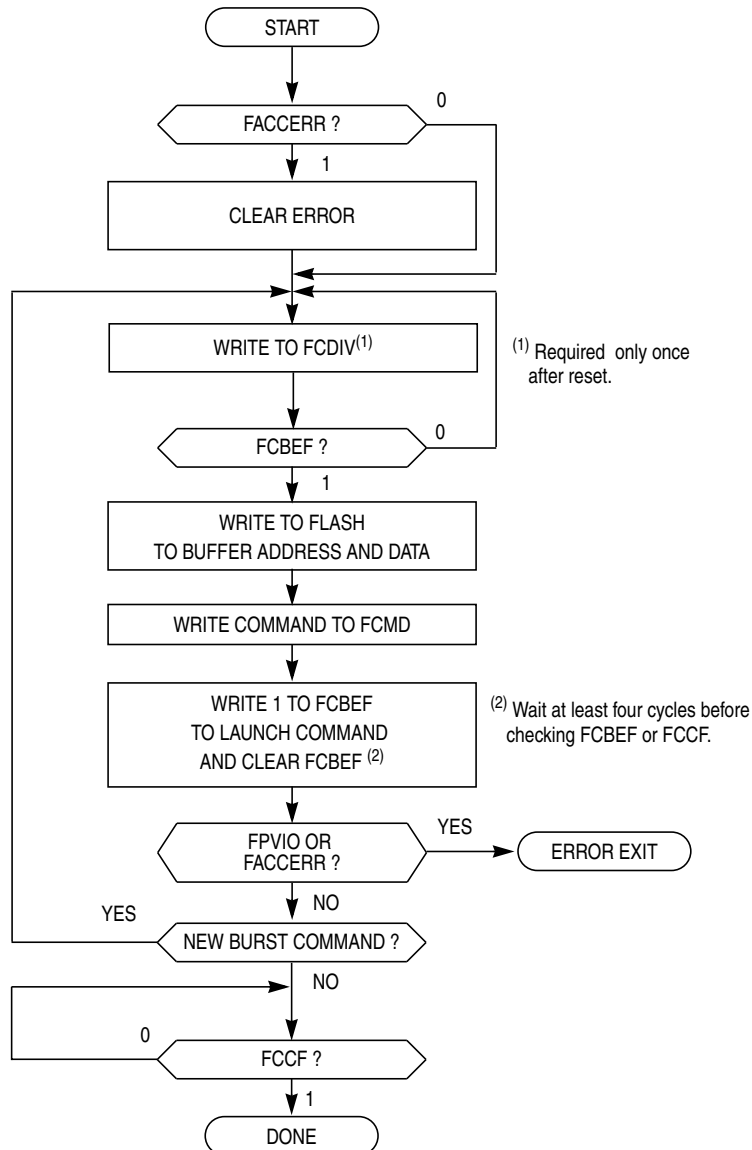 START
FACCERR ?
0
1
CLEAR ERROR
WRITE TO FCDIV(1)
(1) Required only once
after reset.
FCBEF ?
0
1
WRITE TO FLASH
TO BUFFER ADDRESS AND DATA
WRITE COMMAND TO FCMD
WRITE 1 TO FCBEF
TO LAUNCH COMMAND
AND CLEAR FCBEF (2)
(2) Wait at least four cycles before
checking FCBEF or FCCF.
FPVIO OR
FACCERR ?
YES
ERROR EXIT
NO
YES
NEW BURST COMMAND ?
NO
0
FCCF ?
1
DONE